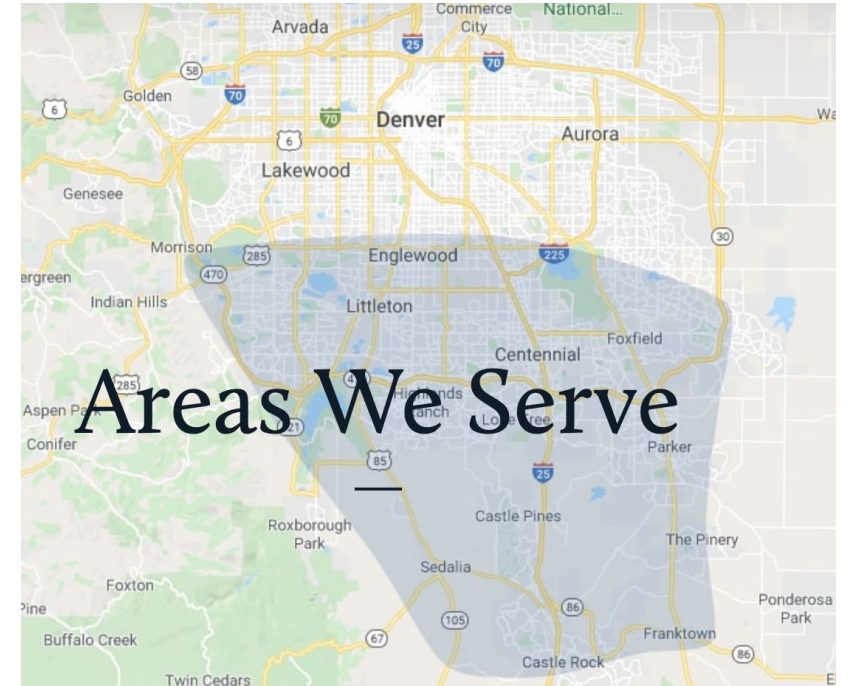 Commerce
City
National...
Arvada
25
70
58
Golden
70
6
70
Denver
6
Aurora
Lakewood
Genesee
Morrison
285
Englewood
225
30
470
ergreen
Indian Hills
Littleton
Foxfield
Centennial
285
Highlands
Ranch
Areas We Serve
Aspen Pa
Lone Tree
121
Conifer
Parker
85
25
Roxborough
Park
Castle Pines
The Pinery
Sedalia
Foxton
Pine
86
Ponderosa
Park
105
Buffalo Creek
67
Franktown
86
Castle Rock
Twin Cedars